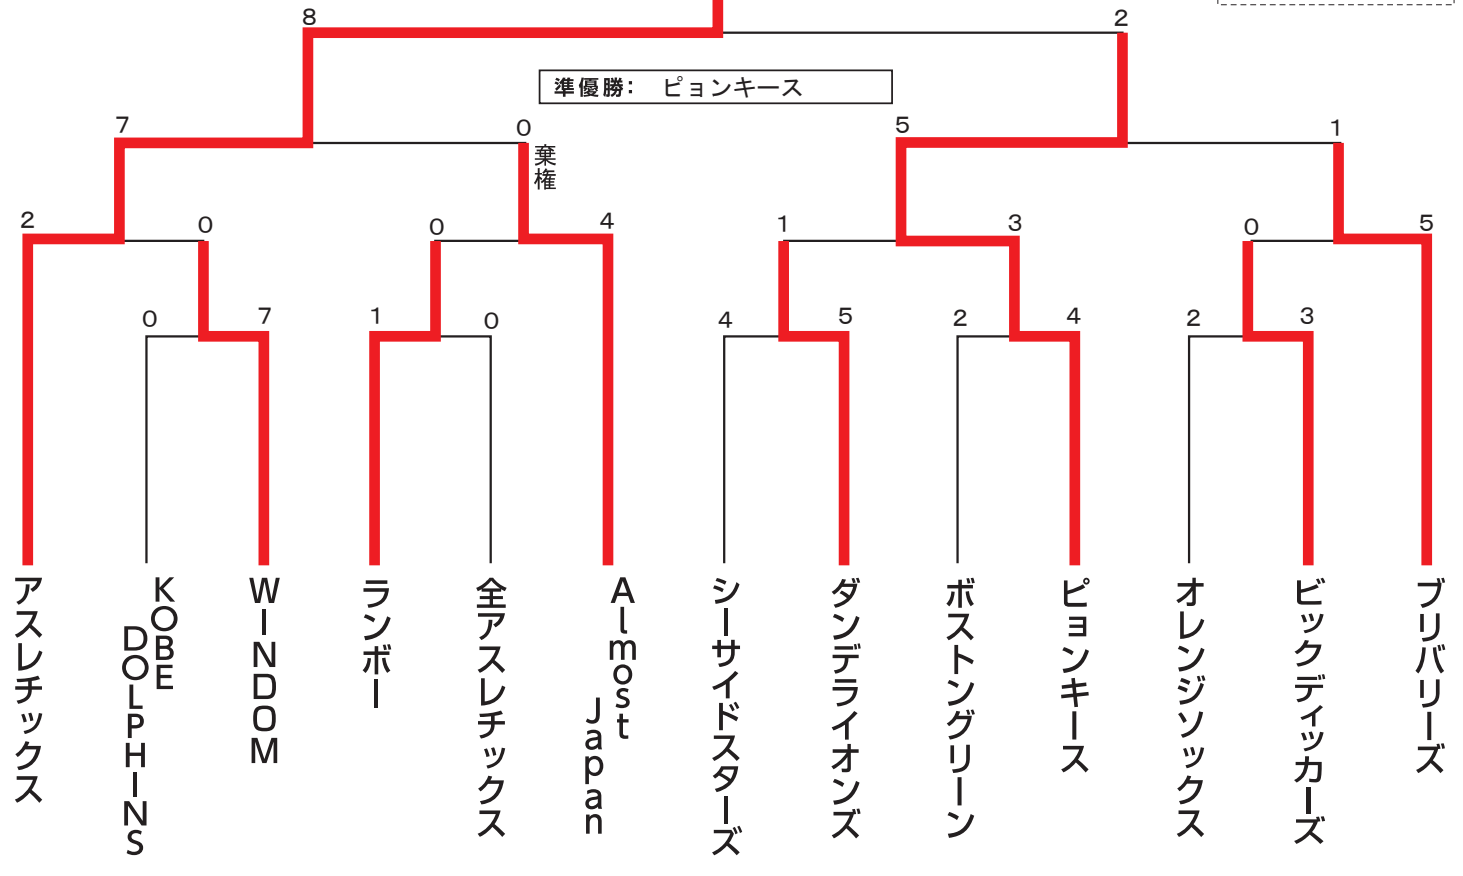 8
2
準優勝： ピョンキース
7
0
5
1
棄権
2
0
0
4
1
3
0
5
0
7
1
0
4
5
2
4
2
3
アスレチックス
KOBE
DOLPHINS
WINDOM
ランボー
全アスレチックス
Almost
Japan
シーサイドスターズ
ダンデライオンズ
ボストングリーン
ピョンキース
オレンジソックス
ビックディッカーズ
ブリバリーズ